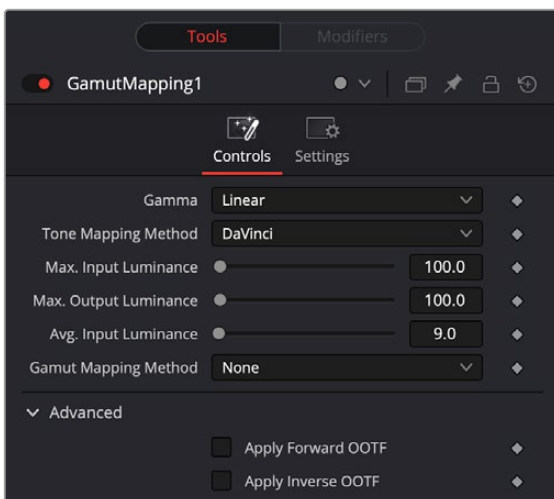 Tools Modifiers
GamutMapping1
Controls Settings
Gamma Linear
Tone Mapping Method DaVinci
Max. Input Luminance 100.0
Max. Output Luminance 100.0
Avg. Input Luminance 9.0
Gamut Mapping Method None
Advanced
Apply Forward OOTF
Apply Inverse OOTF